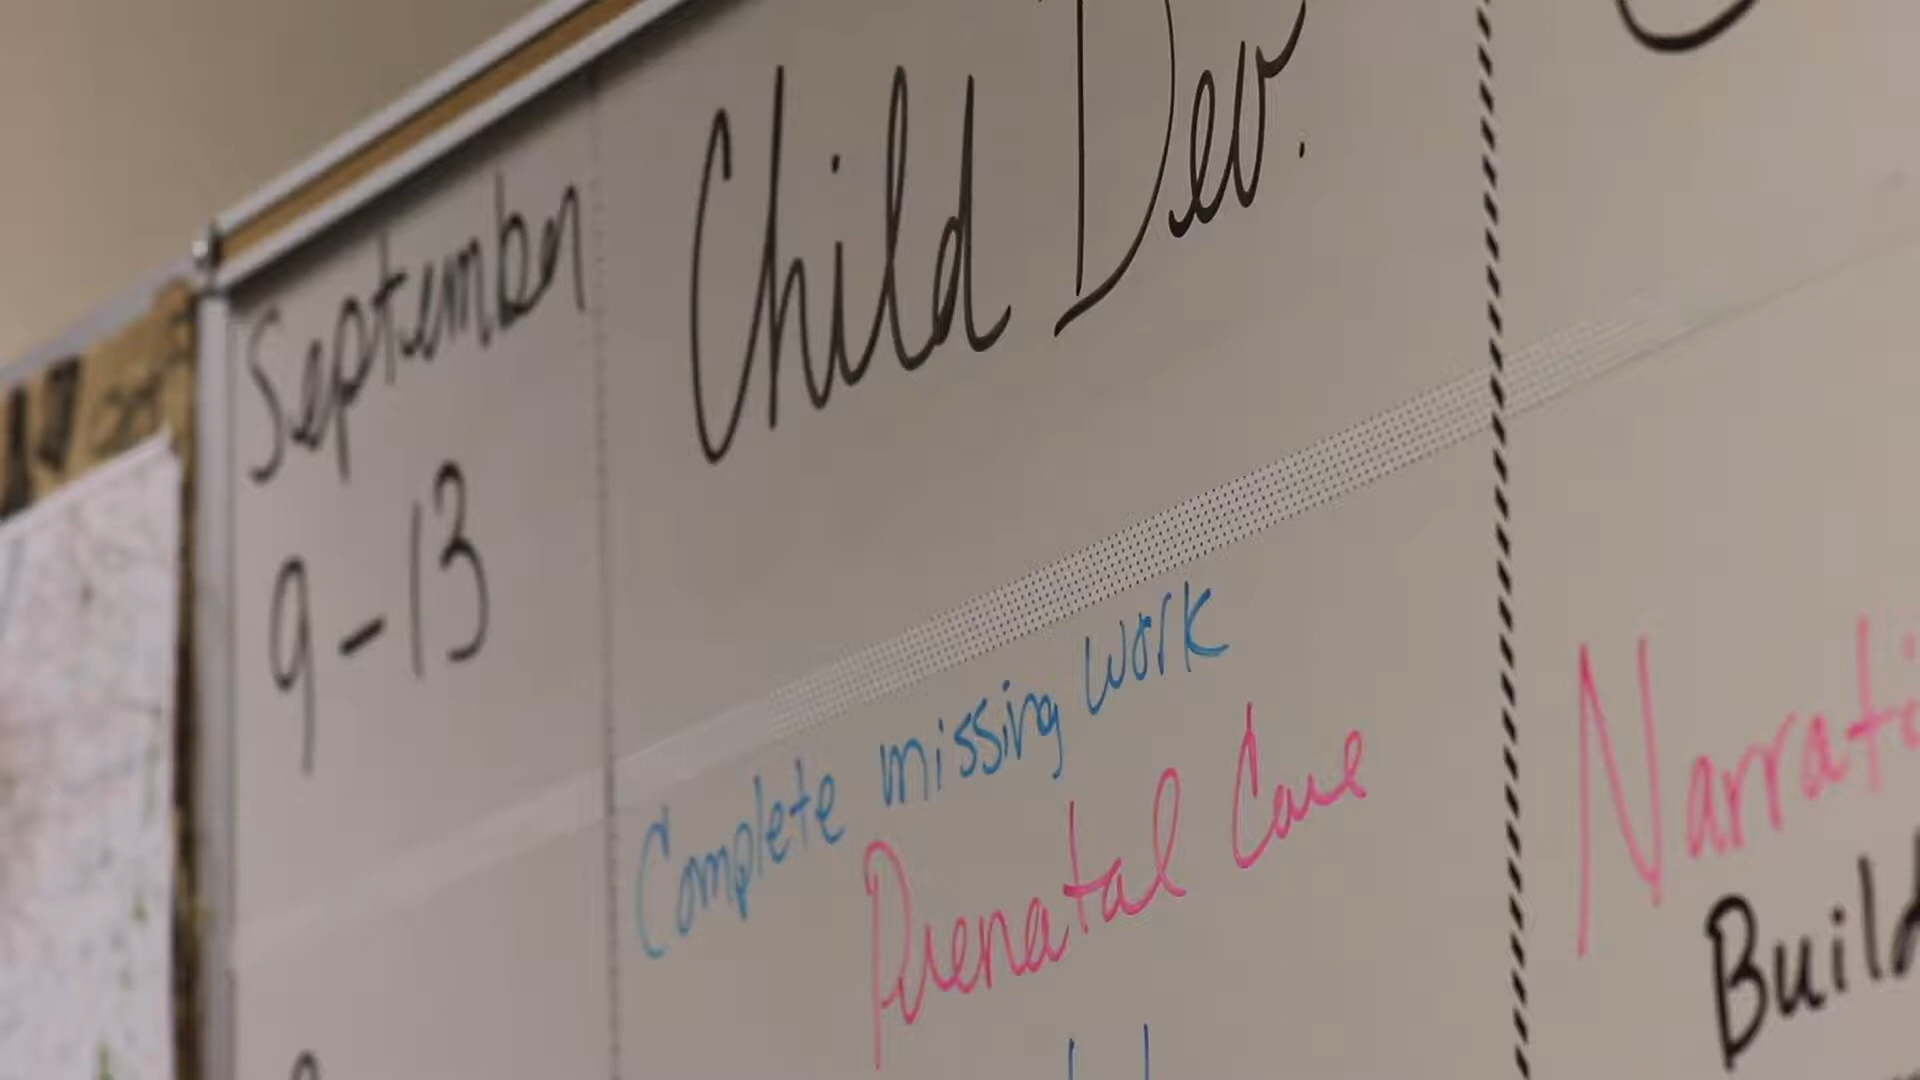 September
9-13
Child Dev.
Complete missing work
Prenatal Care
Narrati
Build